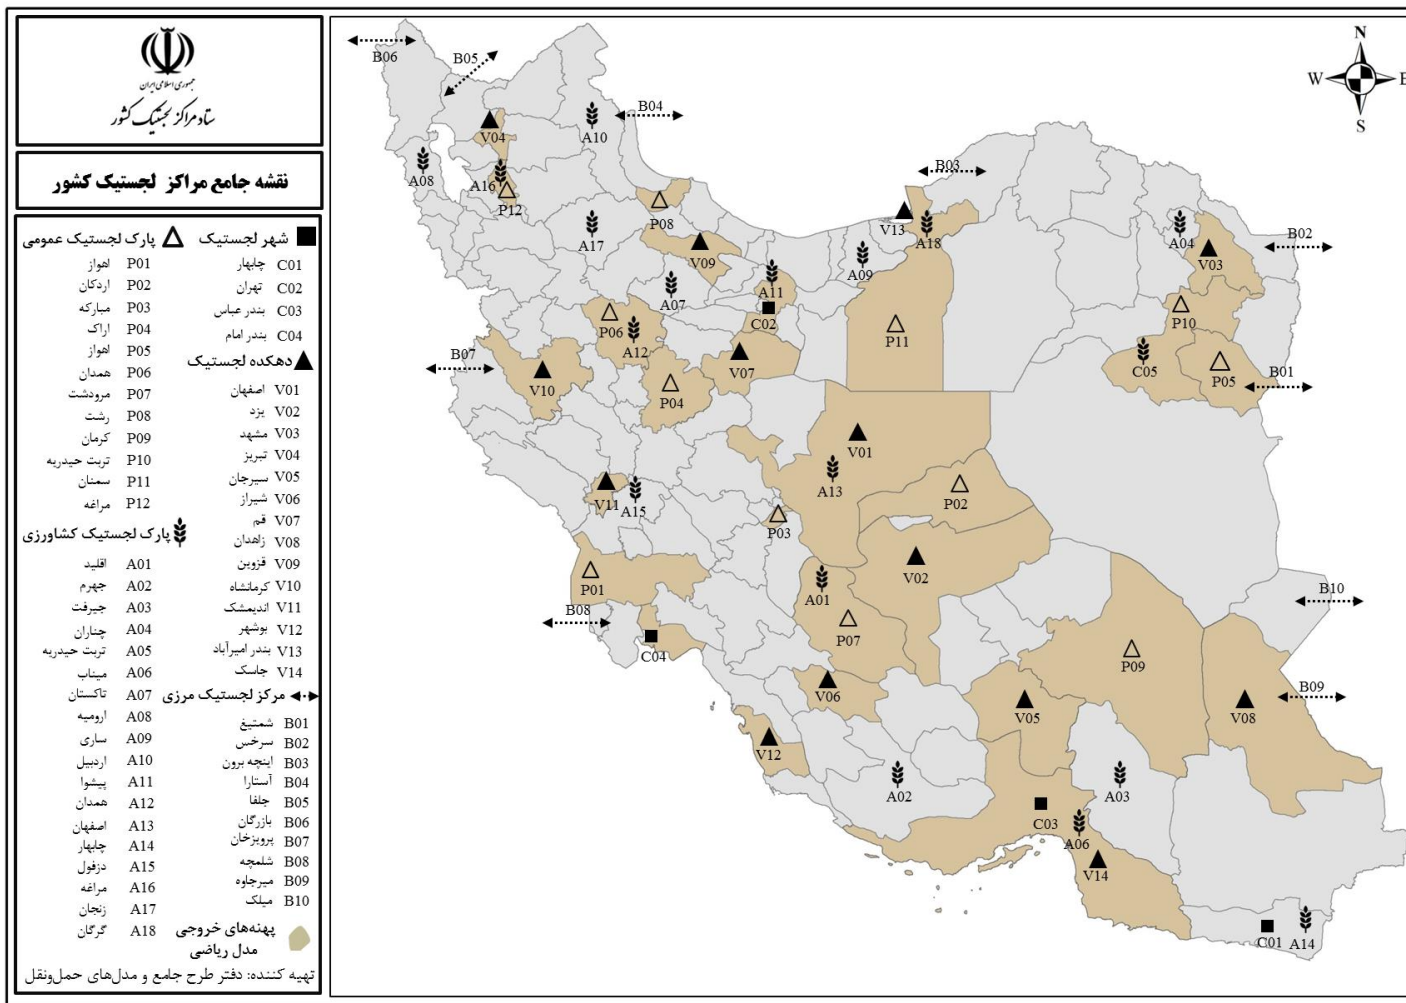 جمهوری اسلامی ایران
ستاد مراکز لجستیک کشور
نقشه جامع مراکز لجستیک کشور
شهر لجستیک
C01 چابهار
C02 تهران
C03 بندر عباس
C04 بندر امام
دهکده لجستیک
V01 اصفهان
V02 یزد
V03 مشهد
V04 تبریز
V05 سیرجان
V06 شیراز
V07 قم
V08 زاهدان
V09 قزوین
V10 کرمانشاه
V11 اندیمشک
V12 بوشهر
V13 بندر امیرآباد
V14 جاسک
مرکز لجستیک مرزی
B01 شمتیغ
B02 سرخس
B03 اینچه برون
B04 آستارا
B05 جلفا
B06 بازرگان
B07 پرویزخان
B08 شلمچه
B09 میرجاوه
B10 میلک
پارک لجستیک عمومی
P01 اهواز
P02 اردکان
P03 مبارکه
P04 اراک
P05 اهواز
P06 همدان
P07 مرودشت
P08 رشت
P09 کرمان
P10 تربت حیدریه
P11 سمنان
P12 مراغه
پارک لجستیک کشاورزی
A01 اقلید
A02 جهرم
A03 جیرفت
A04 چناران
A05 تربت حیدریه
A06 میناب
A07 تاکستان
A08 ارومیه
A09 ساری
A10 اردبیل
A11 پیشوا
A12 همدان
A13 اصفهان
A14 چابهار
A15 دزفول
A16 مراغه
A17 زنجان
A18 گرگان
پهنه‌های خروجی
مدل ریاضی
تهیه کننده: دفتر طرح جامع و مدل‌های حمل‌ونقل
N
W
E
S
B06
B05
B04
A10
V04
A08
A16
P12
B03
P08
V13
A18
A04
B02
V03
A17
V09
A09
A07
A11
P10
C02
P06
A12
P11
B07
V07
C05
P05
B01
V10
P04
V01
A13
P02
V11
A15
P03
V02
P01
A01
B10
B08
P07
C04
P09
V06
V05
V08
B09
V12
A02
A03
C03
A06
V14
C01
A14